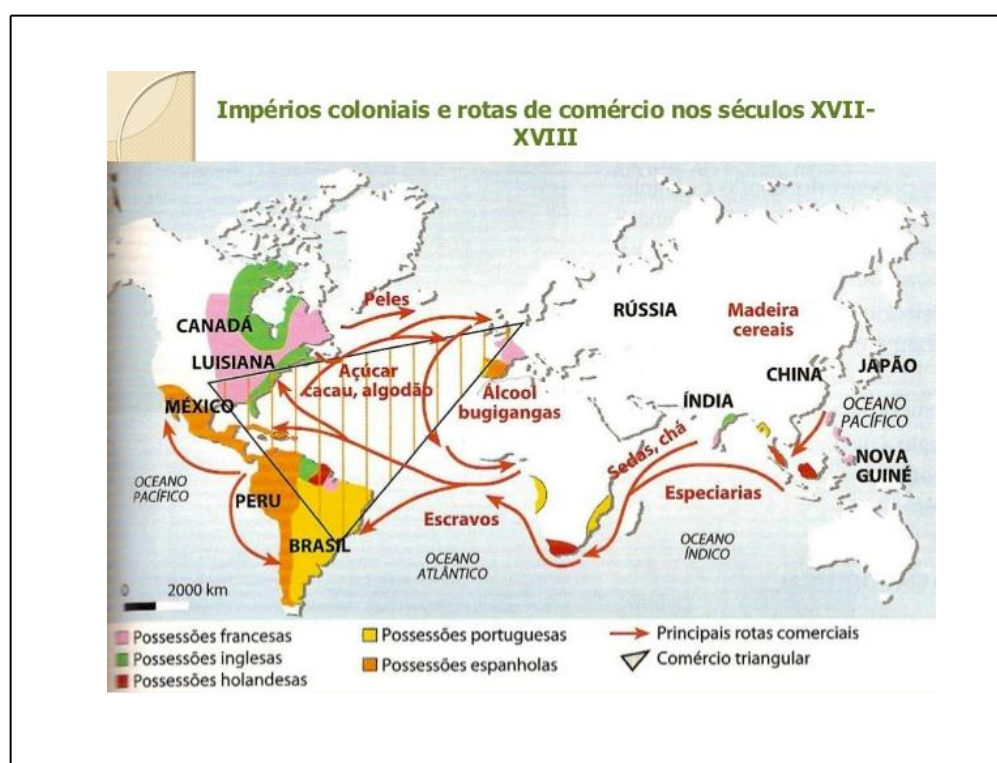 Impérios coloniais e rotas de comércio nos séculos XVII-
XVIII
Peles
CANADÁ
LUISIANA
Açúcar
cacau, algodão
MÉXICO
RÚSSIA
Madeira
cereais
CHINA
JAPÃO
Álcool
bugigangas
ÍNDIA
OCEANO
PACÍFICO
Sedas, chá
NOVA
GUINÉ
OCEANO
PACÍFICO
PERU
Especiarias
Escravos
BRASIL
OCEANO
ATLÂNTICO
OCEANO
ÍNDICO
0 2000 km
Possessões francesas
Possessões inglesas
Possessões holandesas
Possessões portuguesas
Possessões espanholas
Principais rotas comerciais
Comércio triangular